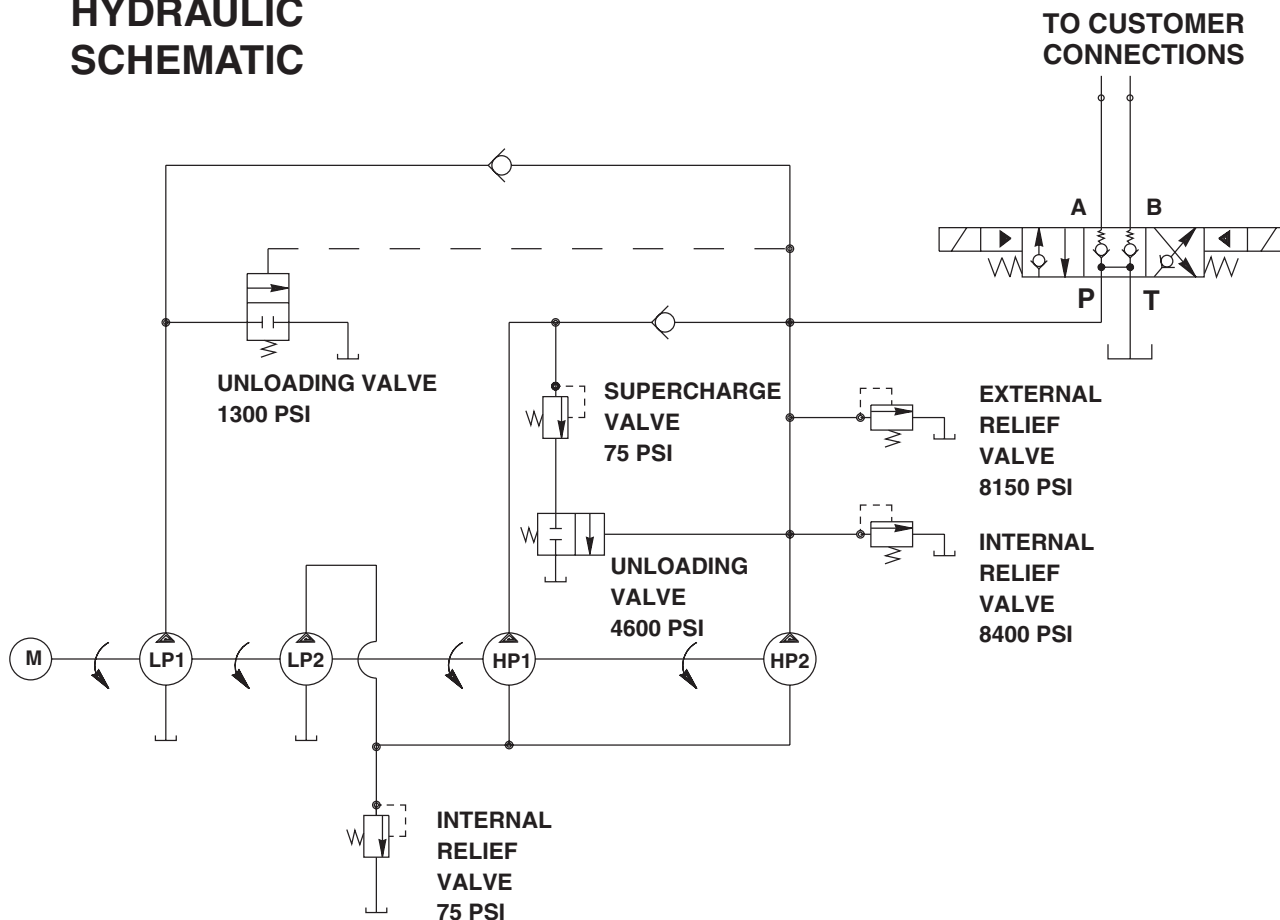 HYDRAULIC
SCHEMATIC
TO CUSTOMER
CONNECTIONS
A B
P T
UNLOADING VALVE
1300 PSI
SUPERCHARGE
VALVE
75 PSI
EXTERNAL
RELIEF
VALVE
8150 PSI
UNLOADING
VALVE
4600 PSI
INTERNAL
RELIEF
VALVE
8400 PSI
M LP1 LP2 HP1 HP2
INTERNAL
RELIEF
VALVE
75 PSI